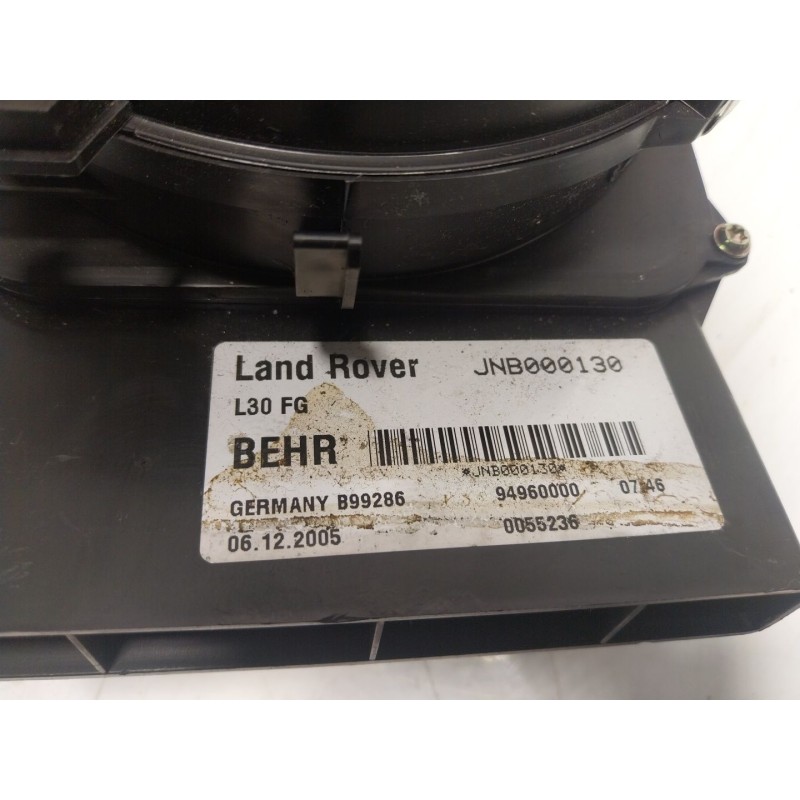 Land Rover JNB000130
L30 FG
BEHR
*JNB000130*
GERMANY B99286 94960000 07:46
06.12.2005 0055236